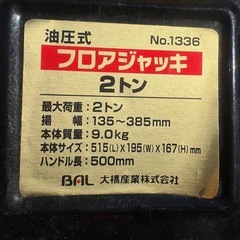 油圧式 No.1336
フロアジャッキ
2トン
最大荷重：2トン
揚　幅：135〜385mm
本体質量：9.0kg
本体サイズ：515(L)×195(W)×167(H)mm
ハンドル長：500mm
BAL 大橋産業株式会社